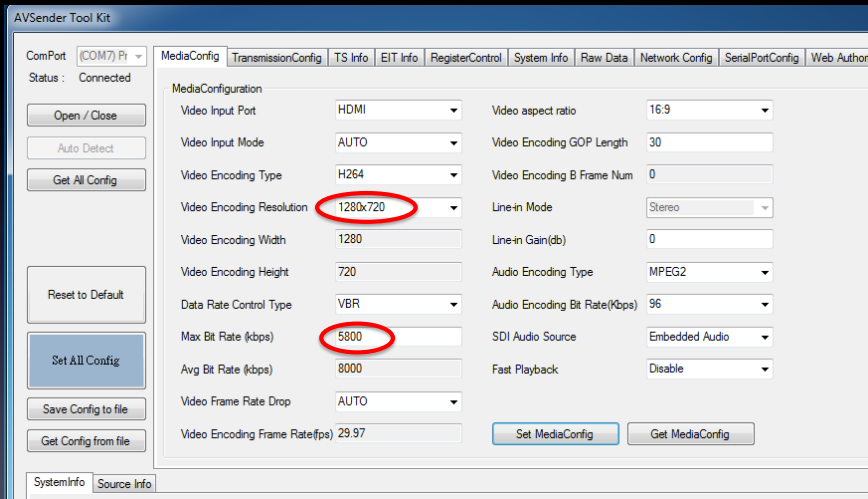 AVSender Tool Kit
ComPort (COM7) Pr
Status : Connected
Open / Close
Auto Detect
Get All Config
Reset to Default
Set All Config
Save Config to file
Get Config from file
MediaConfig TransmissionConfig TS Info EIT Info RegisterControl System Info Raw Data Network Config SerialPortConfig Web Author
MediaConfiguration
Video Input Port HDMI Video aspect ratio 16:9
Video Input Mode AUTO Video Encoding GOP Length 30
Video Encoding Type H264 Video Encoding B Frame Num 0
Video Encoding Resolution 1280x720 Line-in Mode Stereo
Video Encoding Width 1280 Line-in Gain(db) 0
Video Encoding Height 720 Audio Encoding Type MPEG2
Data Rate Control Type VBR Audio Encoding Bit Rate(Kbps) 96
Max Bit Rate (kbps) 5800 SDI Audio Source Embedded Audio
Avg Bit Rate (kbps) 8000 Fast Playback Disable
Video Frame Rate Drop AUTO
Video Encoding Frame Rate(fps) 29.97 Set MediaConfig Get MediaConfig
SystemInfo Source Info